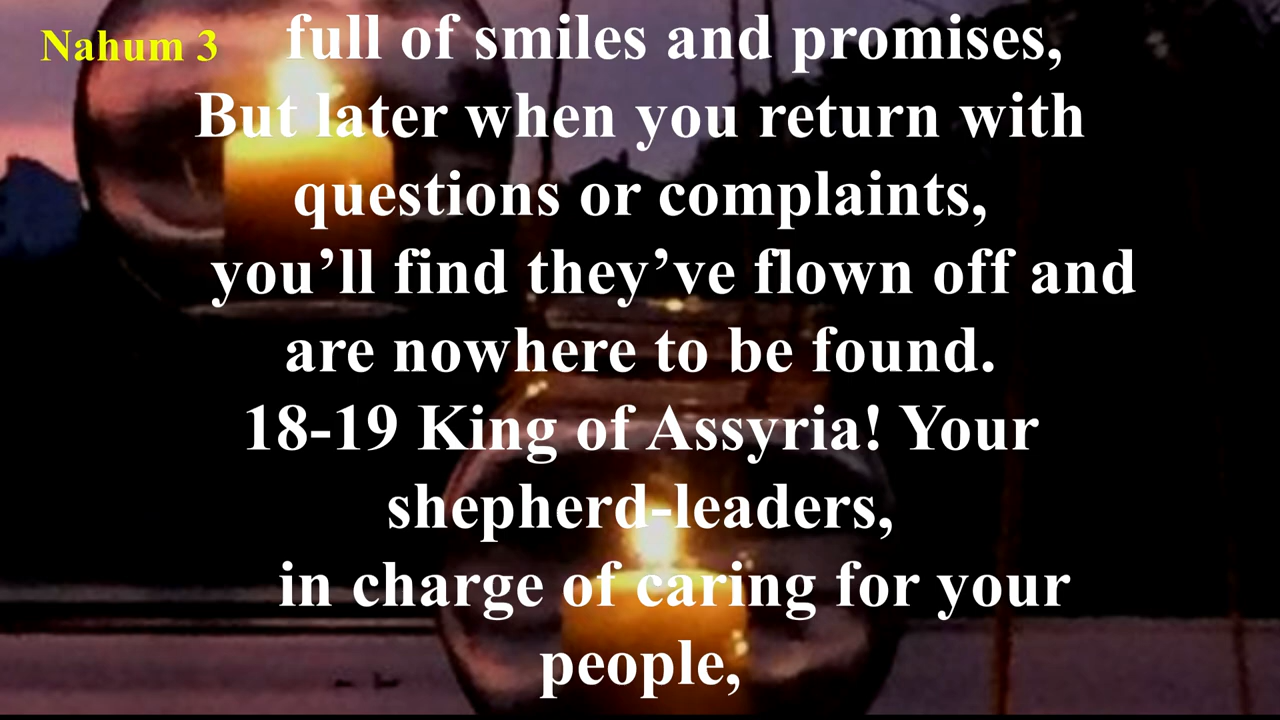 Nahum 3
full of smiles and promises,
But later when you return with
questions or complaints,
you’ll find they’ve flown off and
are nowhere to be found.
18-19 King of Assyria! Your
shepherd-leaders,
in charge of caring for your
people,